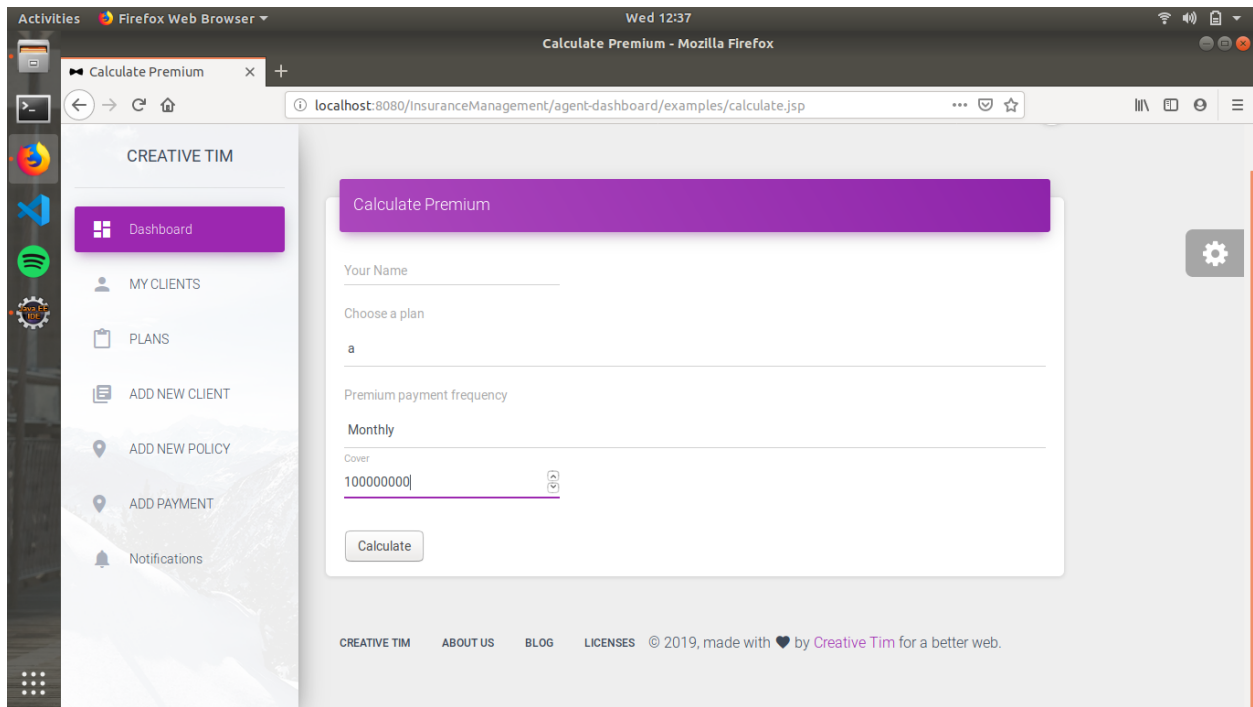 Activities Firefox Web Browser Wed 12:37
Calculate Premium - Mozilla Firefox
Calculate Premium
localhost:8080/InsuranceManagement/agent-dashboard/examples/calculate.jsp
CREATIVE TIM
Dashboard
MY CLIENTS
PLANS
ADD NEW CLIENT
ADD NEW POLICY
ADD PAYMENT
Notifications
Calculate Premium
Your Name
Choose a plan
a
Premium payment frequency
Monthly
Cover
100000000
Calculate
CREATIVE TIM ABOUT US BLOG LICENSES © 2019, made with ♥ by Creative Tim for a better web.
Java EE
IDE